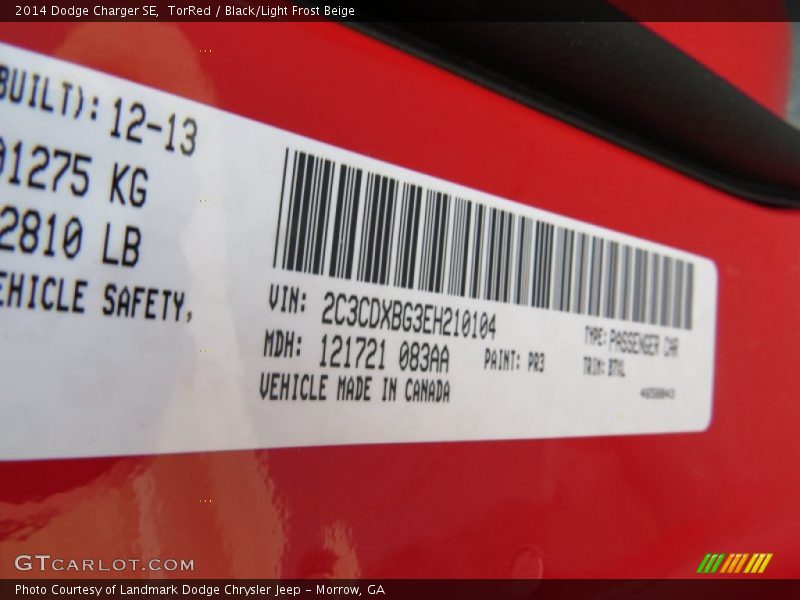 2014 Dodge Charger SE,  TorRed / Black/Light Frost Beige
BUILT): 12-13
01275 KG
2810 LB
EHICLE SAFETY,
VIN: 2C3CDXBG3EH210104
MDH: 121721 083AA PAINT: PR3
VEHICLE MADE IN CANADA
TYPE: PASSENGER CAR
TRIM: B7XL
GTCARLOT.COM
Photo Courtesy of Landmark Dodge Chrysler Jeep - Morrow, GA